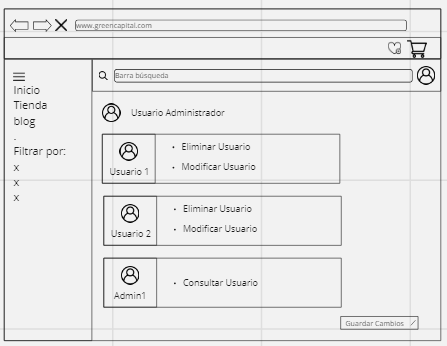 www.greencapital.com
Barra búsqueda
Inicio
Tienda
blog
.
Filtrar por:
x
x
x
Usuario Administrador
Usuario 1
• Eliminar Usuario
• Modificar Usuario
Usuario 2
• Eliminar Usuario
• Modificar Usuario
Admin1
• Consultar Usuario
Guardar Cambios